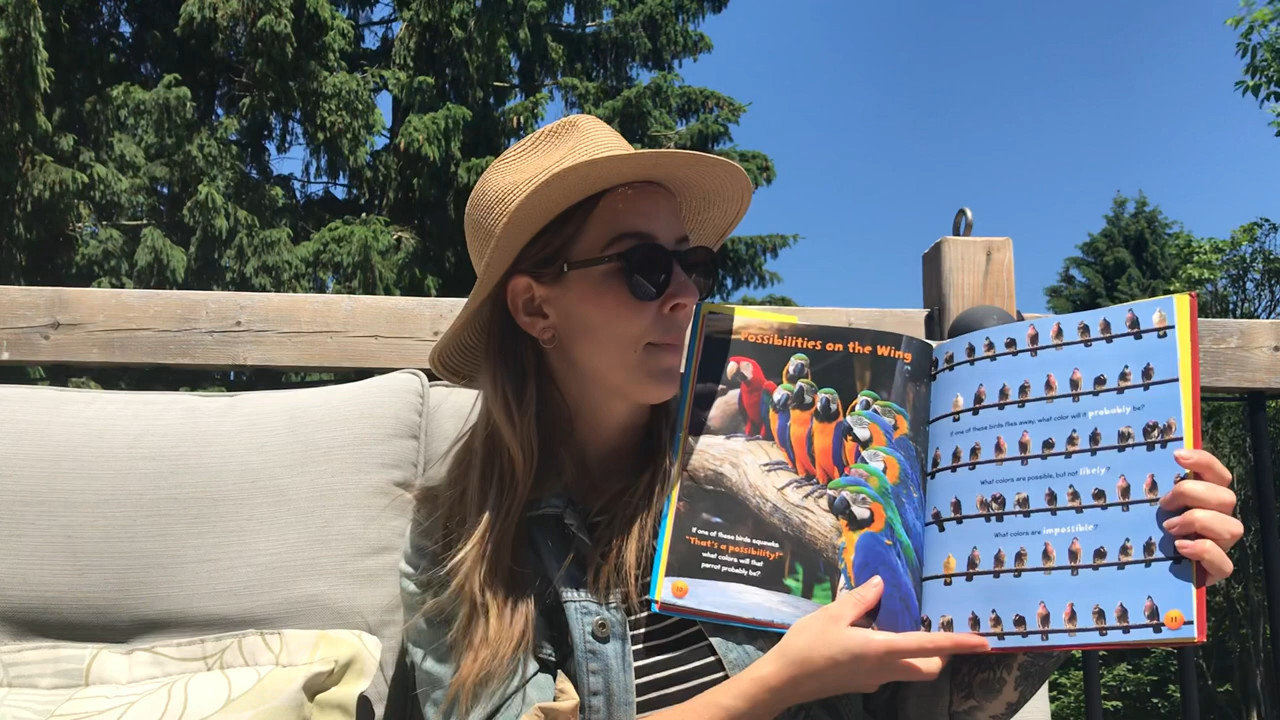 Possibilities on the Wing
If one of these birds squawks
"That's a possibility!"
what colors will that
parrot probably be?
10
If one of these birds flies away, what color will it probably be?
What colors are possible, but not likely?
What colors are impossible?
11